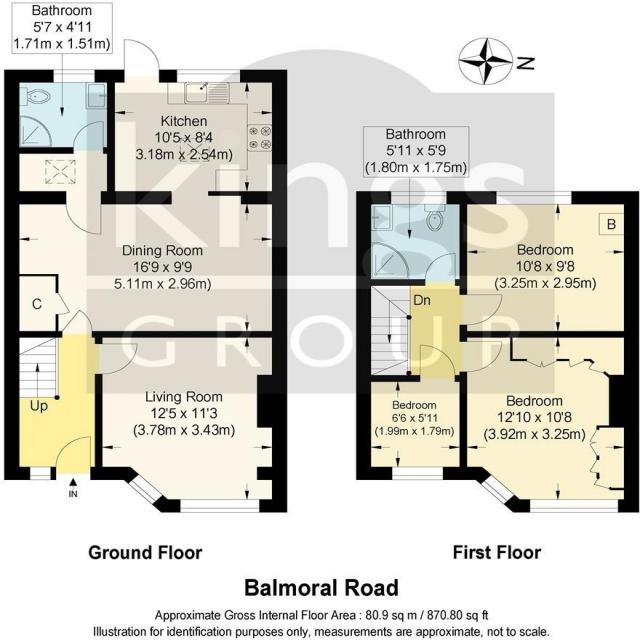 Bathroom
5'7 x 4'11
1.71m x 1.51m)
Kitchen
10'5 x 8'4
3.18m x 2.54m)
Dining Room
16'9 x 9'9
5.11m x 2.96m)
C
Up
Living Room
12'5 x 11'3
(3.78m x 3.43m)
IN
Ground Floor
N
Bathroom
5'11 x 5'9
(1.80m x 1.75m)
B
Bedroom
10'8 x 9'8
(3.25m x 2.95m)
Dn
Bedroom
6'6 x 5'11
(1.99m x 1.79m)
Bedroom
12'10 x 10'8
(3.92m x 3.25m)
First Floor
kings
GROUP
Balmoral Road
Approximate Gross Internal Floor Area : 80.9 sq m / 870.80 sq ft
Illustration for identification purposes only, measurements are approximate, not to scale.